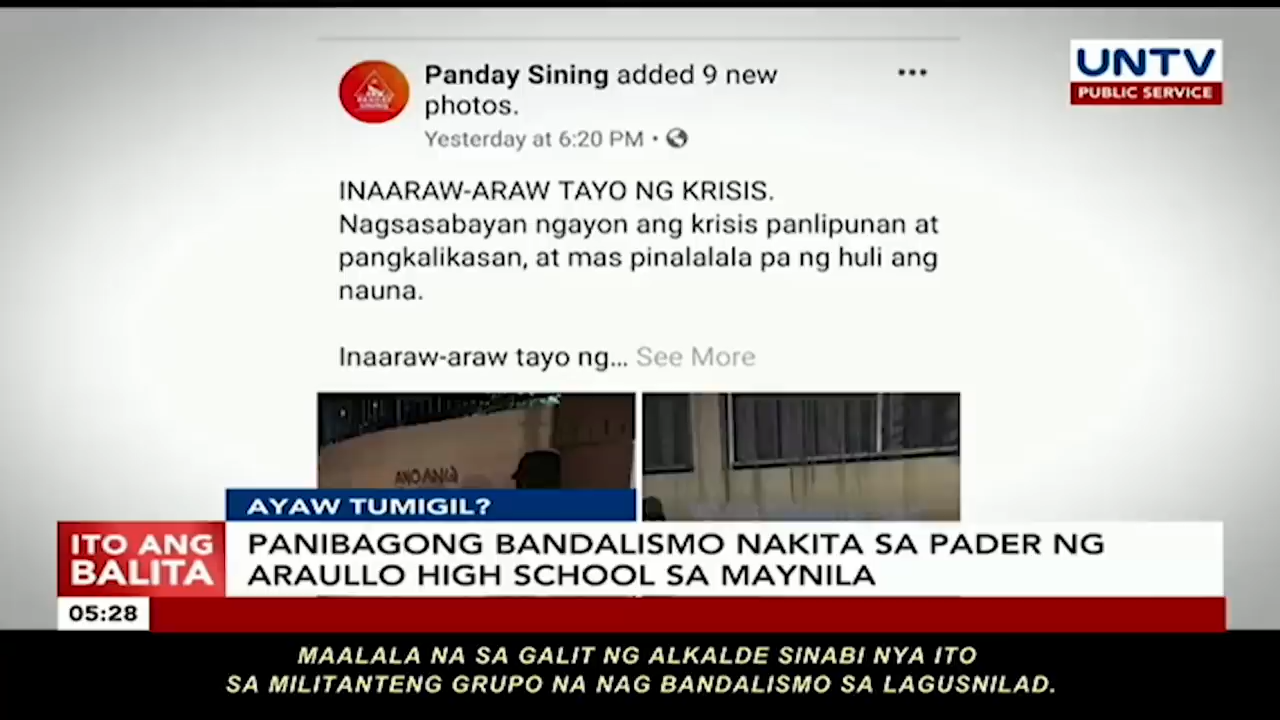 Panday Sining added 9 new
photos.
Yesterday at 6:20 PM ·
UNTV
PUBLIC SERVICE
INAARAW-ARAW TAYO NG KRISIS.
Nagsasabayan ngayon ang krisis panlipunan at
pangkalikasan, at mas pinalalala pa ng huli ang
nauna.
Inaaraw-araw tayo ng... See More
AYAW TUMIGIL?
ITO ANG
BALITA
PANIBAGONG BANDALISMO NAKITA SA PADER NG
ARAULLO HIGH SCHOOL SA MAYNILA
05:28
MAALALA NA SA GALIT NG ALKALDE SINABI NYA ITO
SA MILITANTENG GRUPO NA NAG BANDALISMO SA LAGUSNILAD.